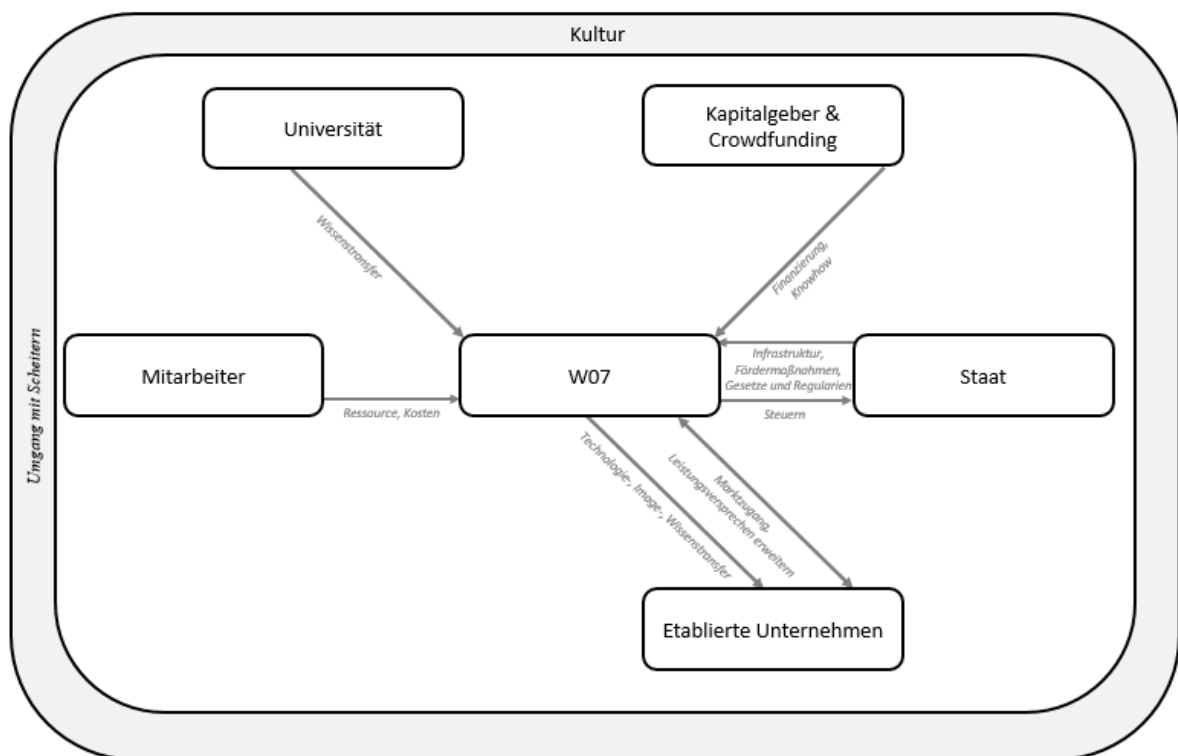 Kultur
Universität
Kapitalgeber &
Crowdfunding
Wissenstransfer
Finanzierung,
Knowhow
Umgang mit Scheitern
Mitarbeiter
Ressource, Kosten
W07
Infrastruktur,
Fördermaßnahmen,
Gesetze und Regularien
Steuern
Staat
Technologie-, Image-, Wissenstransfer
Marktzugang,
Leistungsversprechen erweitern
Etablierte Unternehmen